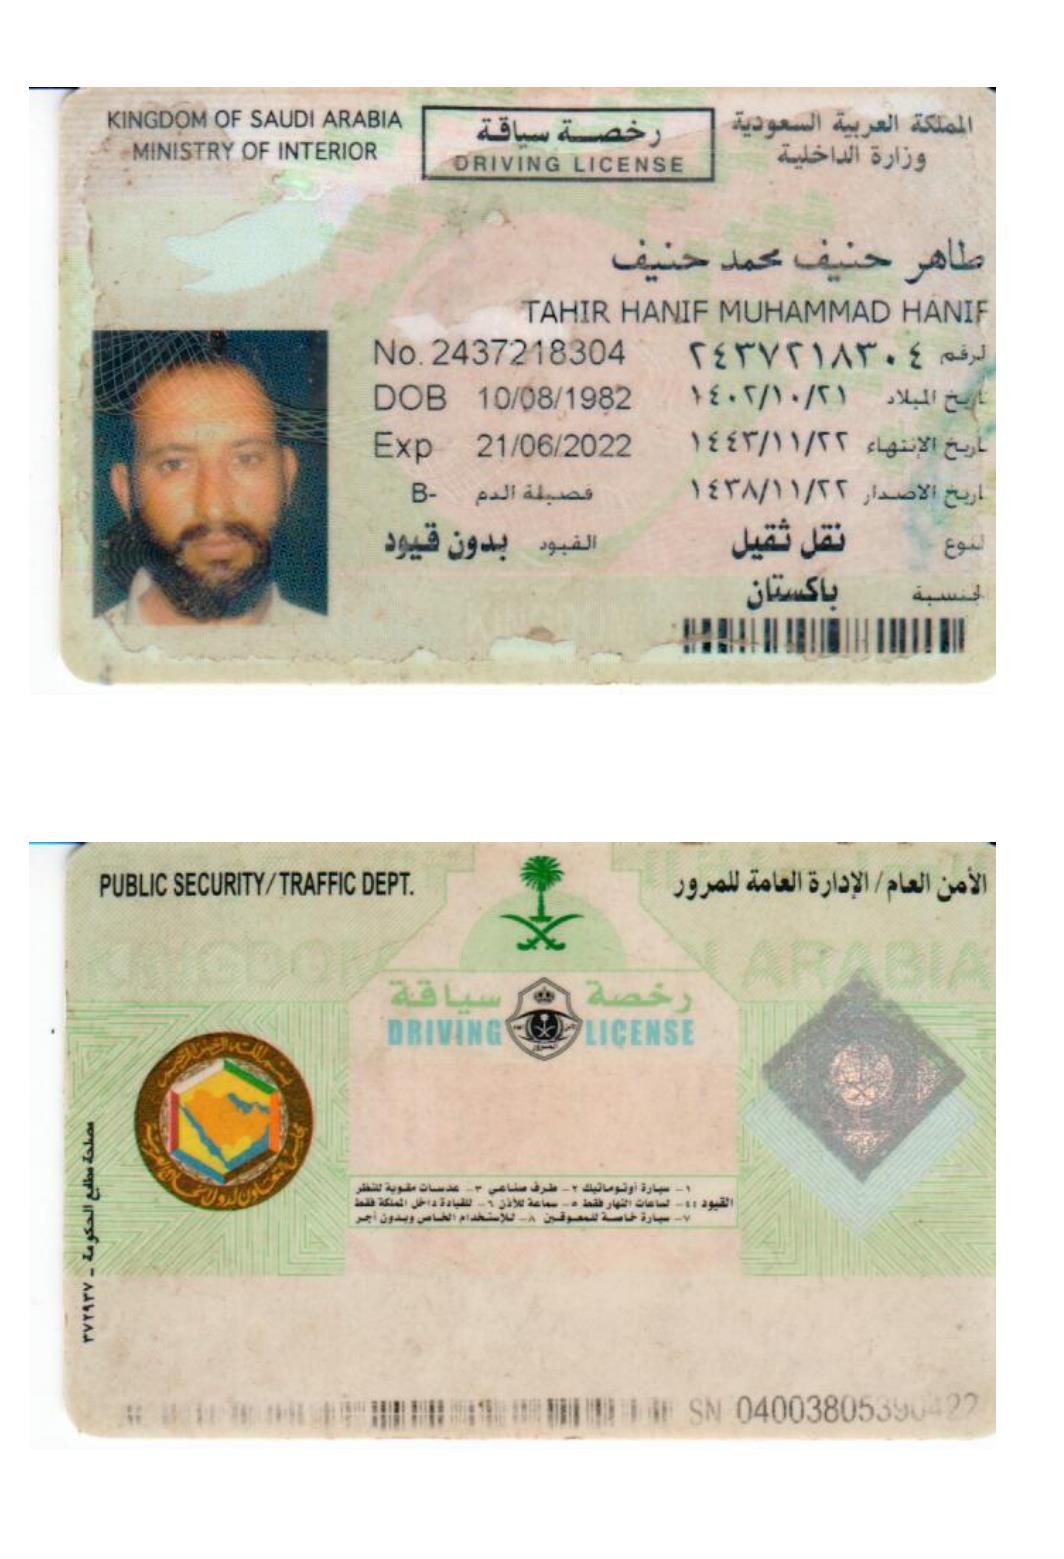 KINGDOM OF SAUDI ARABIA
MINISTRY OF INTERIOR
رخصة سياقة
DRIVING LICENSE
المملكة العربية السعودية
وزارة الداخلية
طاهر حنيف محمد حنيف
TAHIR HANIF MUHAMMAD HANIF
No. 2437218304 لرقم ٢٤٣٧٢١٨٣٠٤
DOB 10/08/1982 تاريخ الميلاد ١٤٠٢/١٠/٢١
Exp 21/06/2022 اريخ الإنتهاء ١٤٤٣/١١/٢٢
فصيلة الدم B- اريخ الاصدار ١٤٣٨/١١/٢٢
لنوع نقل ثقيل القيود بدون قيود
لجنسية باكستان
PUBLIC SECURITY/TRAFFIC DEPT.
الأمن العام/الإدارة العامة للمرور
KINGDOM ARABIA
رخصة سياقة
DRIVING LICENSE
١– سيارة أوتوماتيك ٢– طرف صناعي ٣– عدسات مقوية للنظر
القيود :٤– لساعات النهار فقط ٥– سماعة للأذن ٦– للقيادة داخل المملكة فقط
٧– سيارة خاصة للمعوقين ٨– للإستخدام الخاص وبدون أجر
مصلحة مطابع الحكومة – ٣٧٢٩٣٧
SN 04003805390422